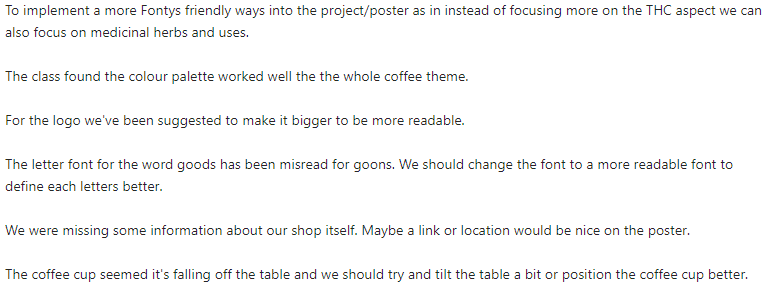 To implement a more Fontys friendly ways into the project/poster as in instead of focusing more on the THC aspect we can
also focus on medicinal herbs and uses.
The class found the colour palette worked well the the whole coffee theme.
For the logo we've been suggested to make it bigger to be more readable.
The letter font for the word goods has been misread for goons. We should change the font to a more readable font to
define each letters better.
We were missing some information about our shop itself. Maybe a link or location would be nice on the poster.
The coffee cup seemed it's falling off the table and we should try and tilt the table a bit or position the coffee cup better.